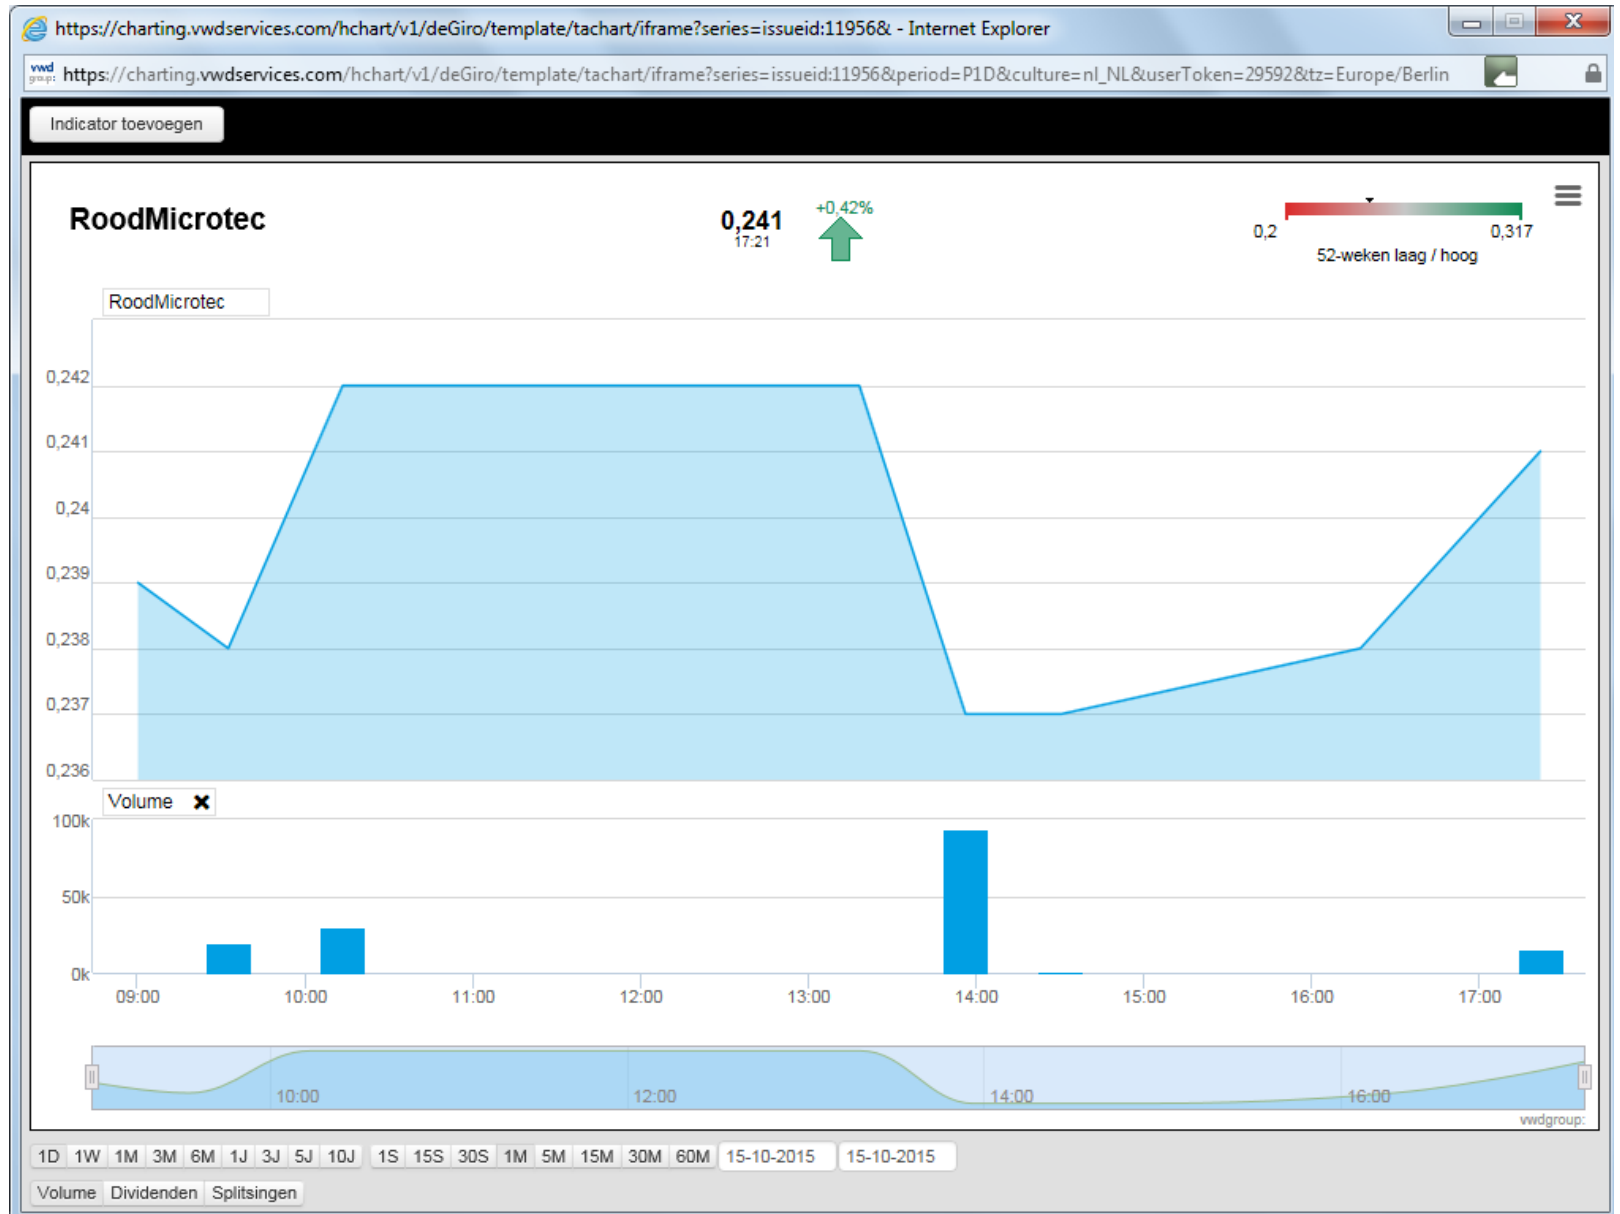 https://charting.vwdservices.com/hchart/v1/deGiro/template/tachart/iframe?series=issueid:11956& - Internet Explorer
vwd group: https://charting.vwdservices.com/hchart/v1/deGiro/template/tachart/iframe?series=issueid:11956&period=P1D&culture=nl_NL&userToken=29592&tz=Europe/Berlin
Indicator toevoegen
RoodMicrotec
0,241
17:21
+0,42%
0,2
0,317
52-weken laag / hoog
RoodMicrotec
0,242
0,241
0,24
0,239
0,238
0,237
0,236
Volume
100k
50k
0k
09:00 10:00 11:00 12:00 13:00 14:00 15:00 16:00 17:00
10:00 12:00 14:00 16:00
vwdgroup:
1D 1W 1M 3M 6M 1J 3J 5J 10J 1S 15S 30S 1M 5M 15M 30M 60M 15-10-2015 15-10-2015
Volume Dividenden Splitsingen